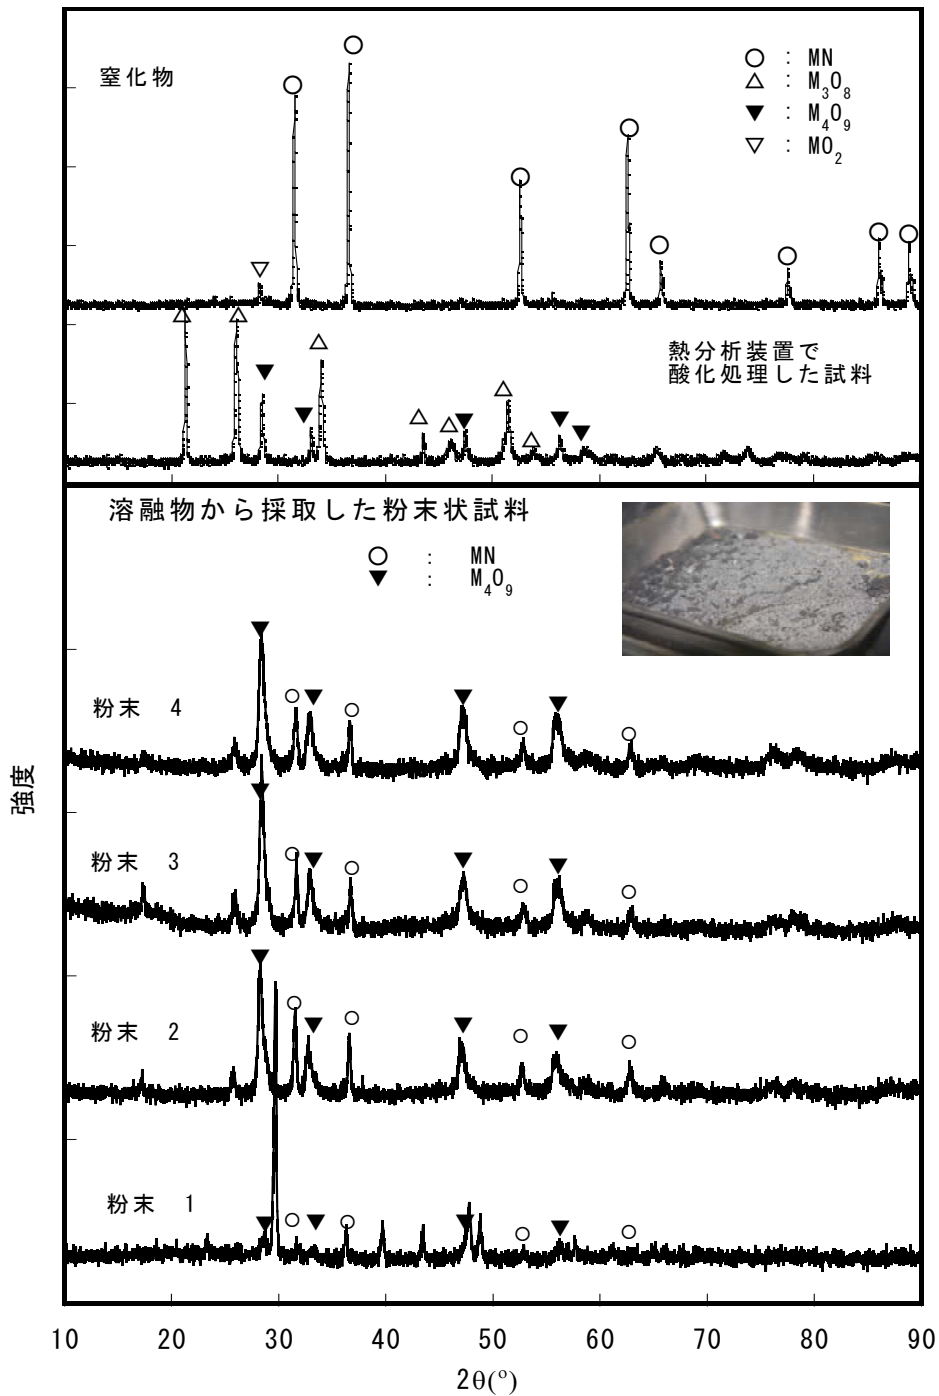 窒化物
○ : MN
△ : M3O8
▼ : M4O9
▽ : MO2
熱分析装置で
酸化処理した試料
溶融物から採取した粉末状試料
○ : MN
▼ : M4O9
粉末 4
粉末 3
粉末 2
粉末 1
強度
10 20 30 40 50 60 70 80 90
2θ(°)